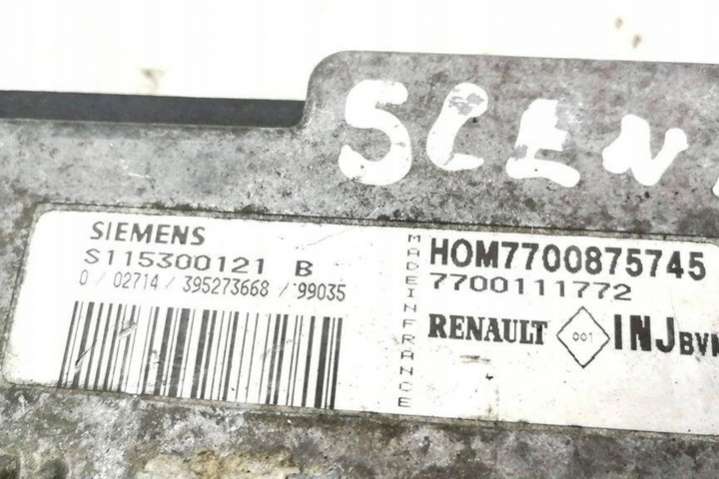 SCEN
SIEMENS
S115300121 B
0 / 02714 / 395273668 / 99035
MADE IN FRANCE
HOM7700875745
7700111772
RENAULT 001 INJ